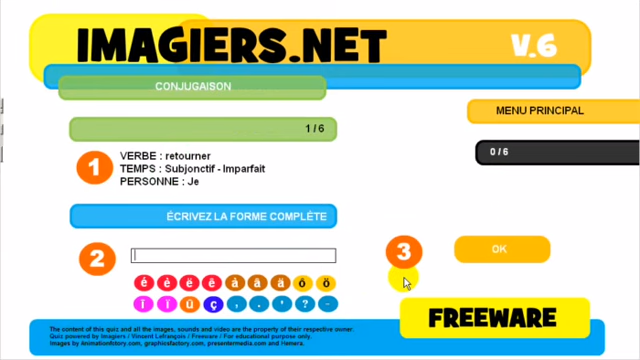 IMAGIERS.NET
V.6
CONJUGAISON
MENU PRINCIPAL
1 / 6
0 / 6
1
VERBE : retourner
TEMPS : Subjonctif - Imparfait
PERSONNE : Je
ÉCRIVEZ LA FORME COMPLÈTE
2
3
OK
à â ä ô ö
ç , . ' ? -
FREEWARE
The content of this quiz and all the images, sounds and video are the property of their respective owner.
Quiz powered by Imagiers / Vincent Lefrançois / Freeware / For educational purpose only.
Images by Animationfstory.com, graphicsfactory.com, presentermedia.com and Hemera.